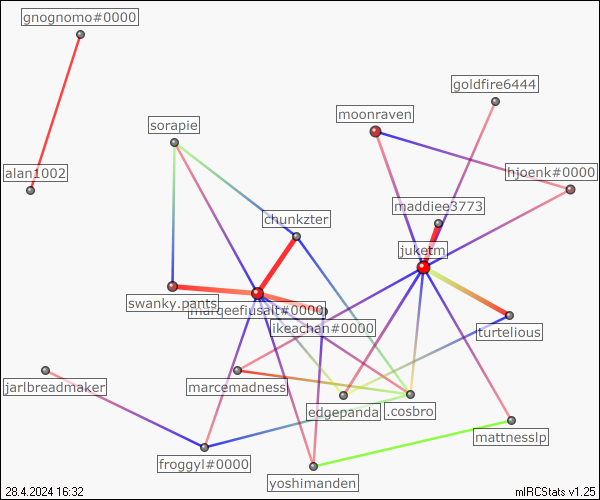 gnognomo#0000
goldfire6444
moonraven
sorapie
alan1002
hjoenk#0000
maddiee3773
chunkzter
juketm
swanky.pants
marqeefiusait#0000
ikeachan#0000
turtelious
jarlbreadmaker
marcemadness
edgepanda
.cosbro
mattnesslp
froggyl#0000
yoshimanden
28.4.2024 16:32
mIRCStats v1.25